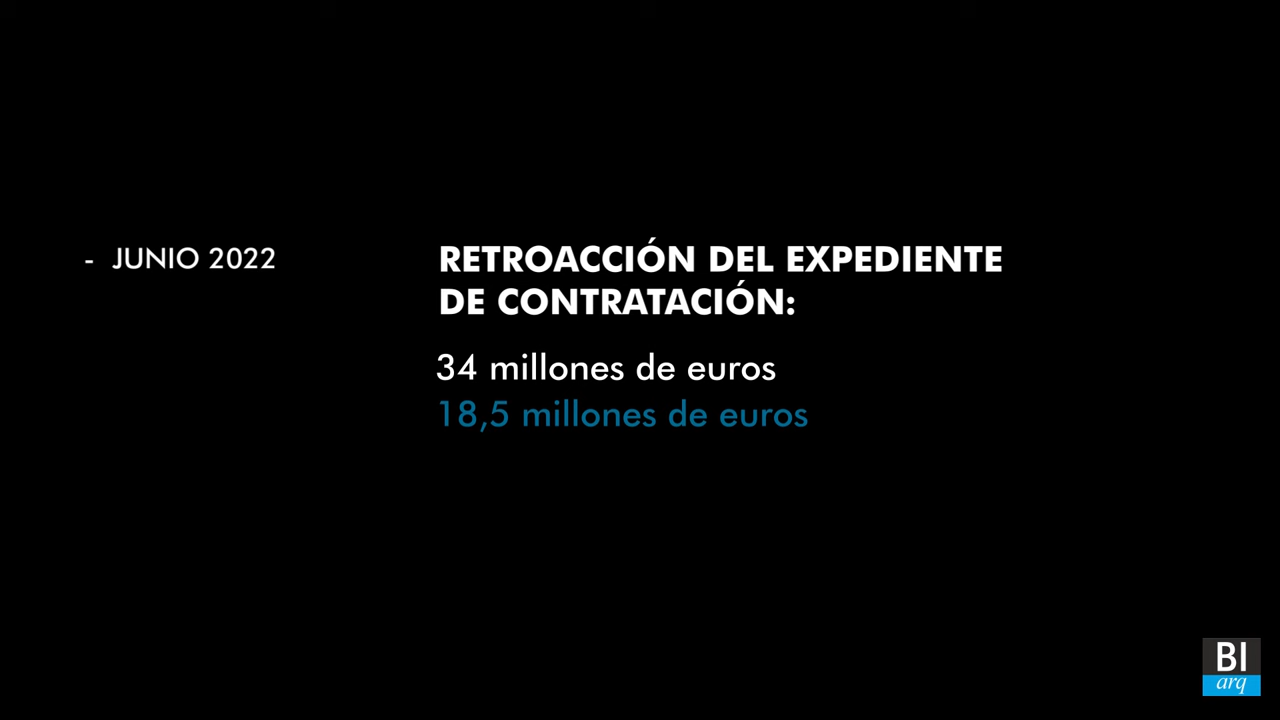 - JUNIO 2022
RETROACCIÓN DEL EXPEDIENTE
DE CONTRATACIÓN:
34 millones de euros
18,5 millones de euros
BI
arq